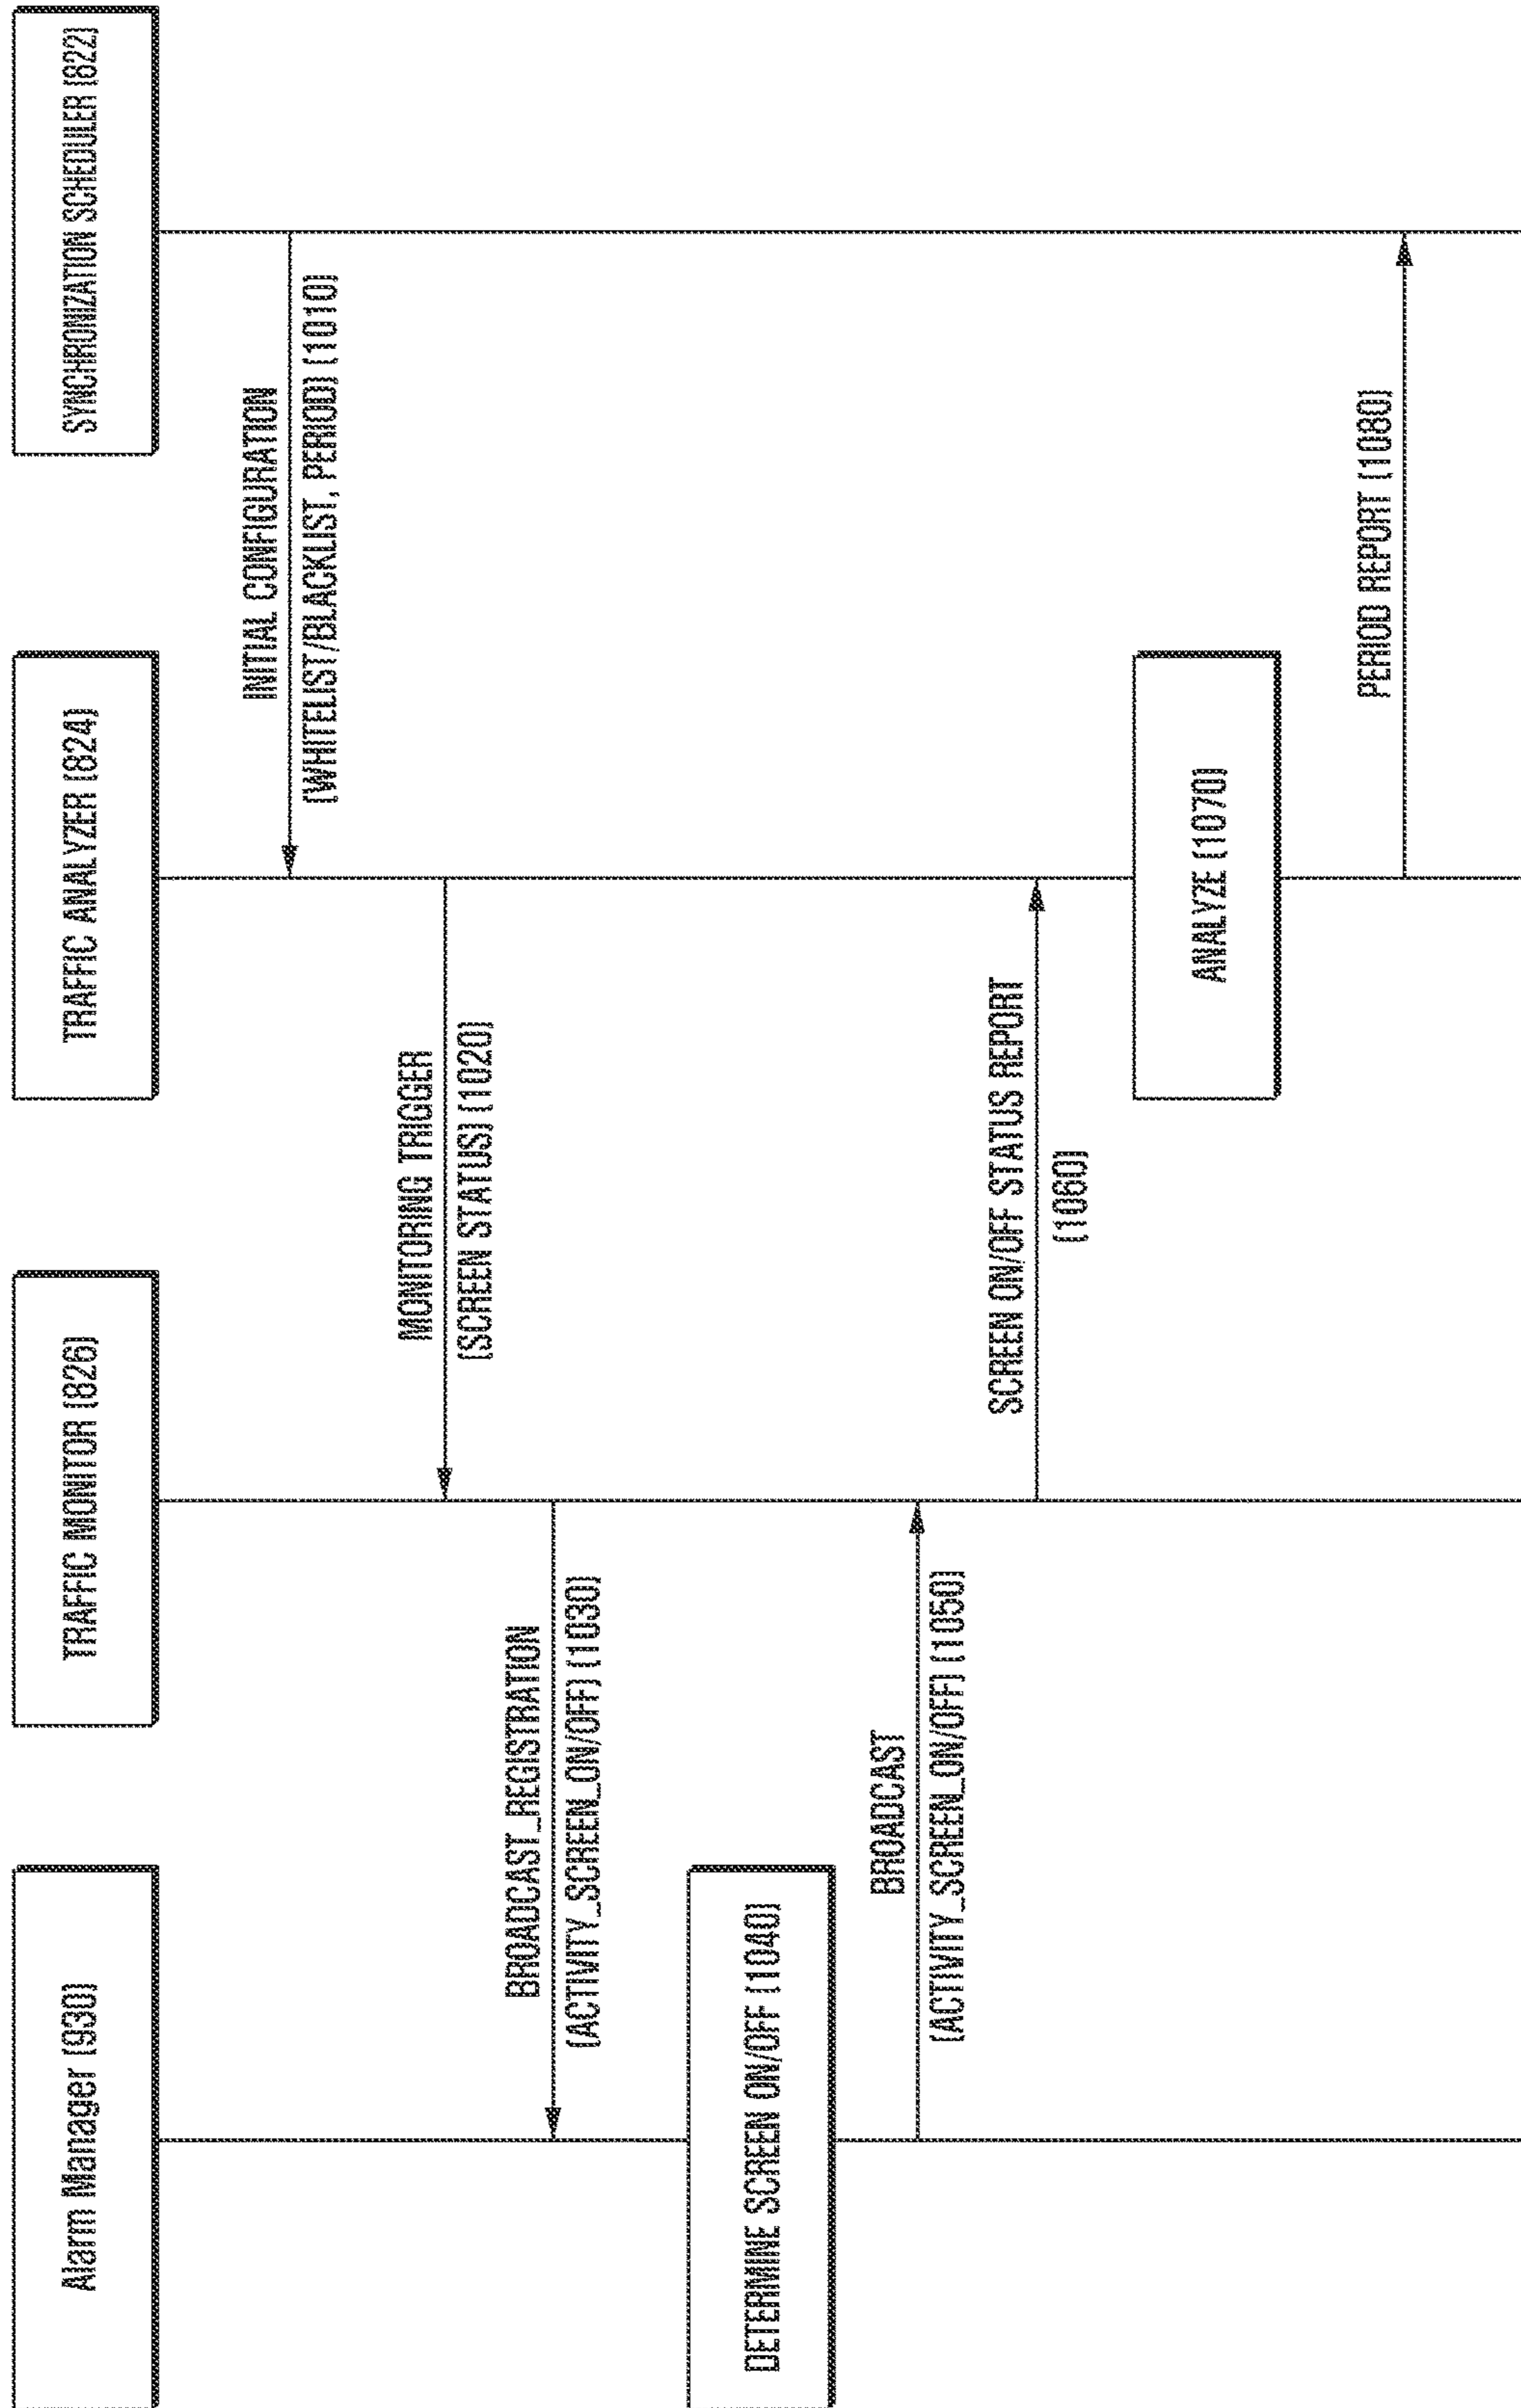 Alarm Manager (930)
TRAFFIC MONITOR (826)
TRAFFIC ANALYZER (824)
SYNCHRONIZATION SCHEDULER (822)
INITIAL CONFIGURATION
(WHITELIST/BLACKLIST, PERIOD) (1010)
MONITORING TRIGGER
(SCREEN STATUS) (1020)
BROADCAST_REGISTRATION
(ACTIVITY_SCREEN_ON/OFF) (1030)
DETERMINE SCREEN ON/OFF (1040)
BROADCAST
(ACTIVITY_SCREEN_ON/OFF) (1050)
SCREEN ON/OFF STATUS REPORT
(1060)
ANALYZE (1070)
PERIOD REPORT (1080)